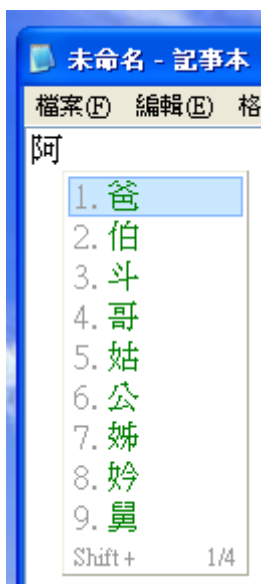 未命名 - 記事本
檔案(F) 編輯(E) 格
阿
1. 爸
2. 伯
3. 斗
4. 哥
5. 姑
6. 公
7. 姊
8. 妗
9. 舅
Shift + 1/4